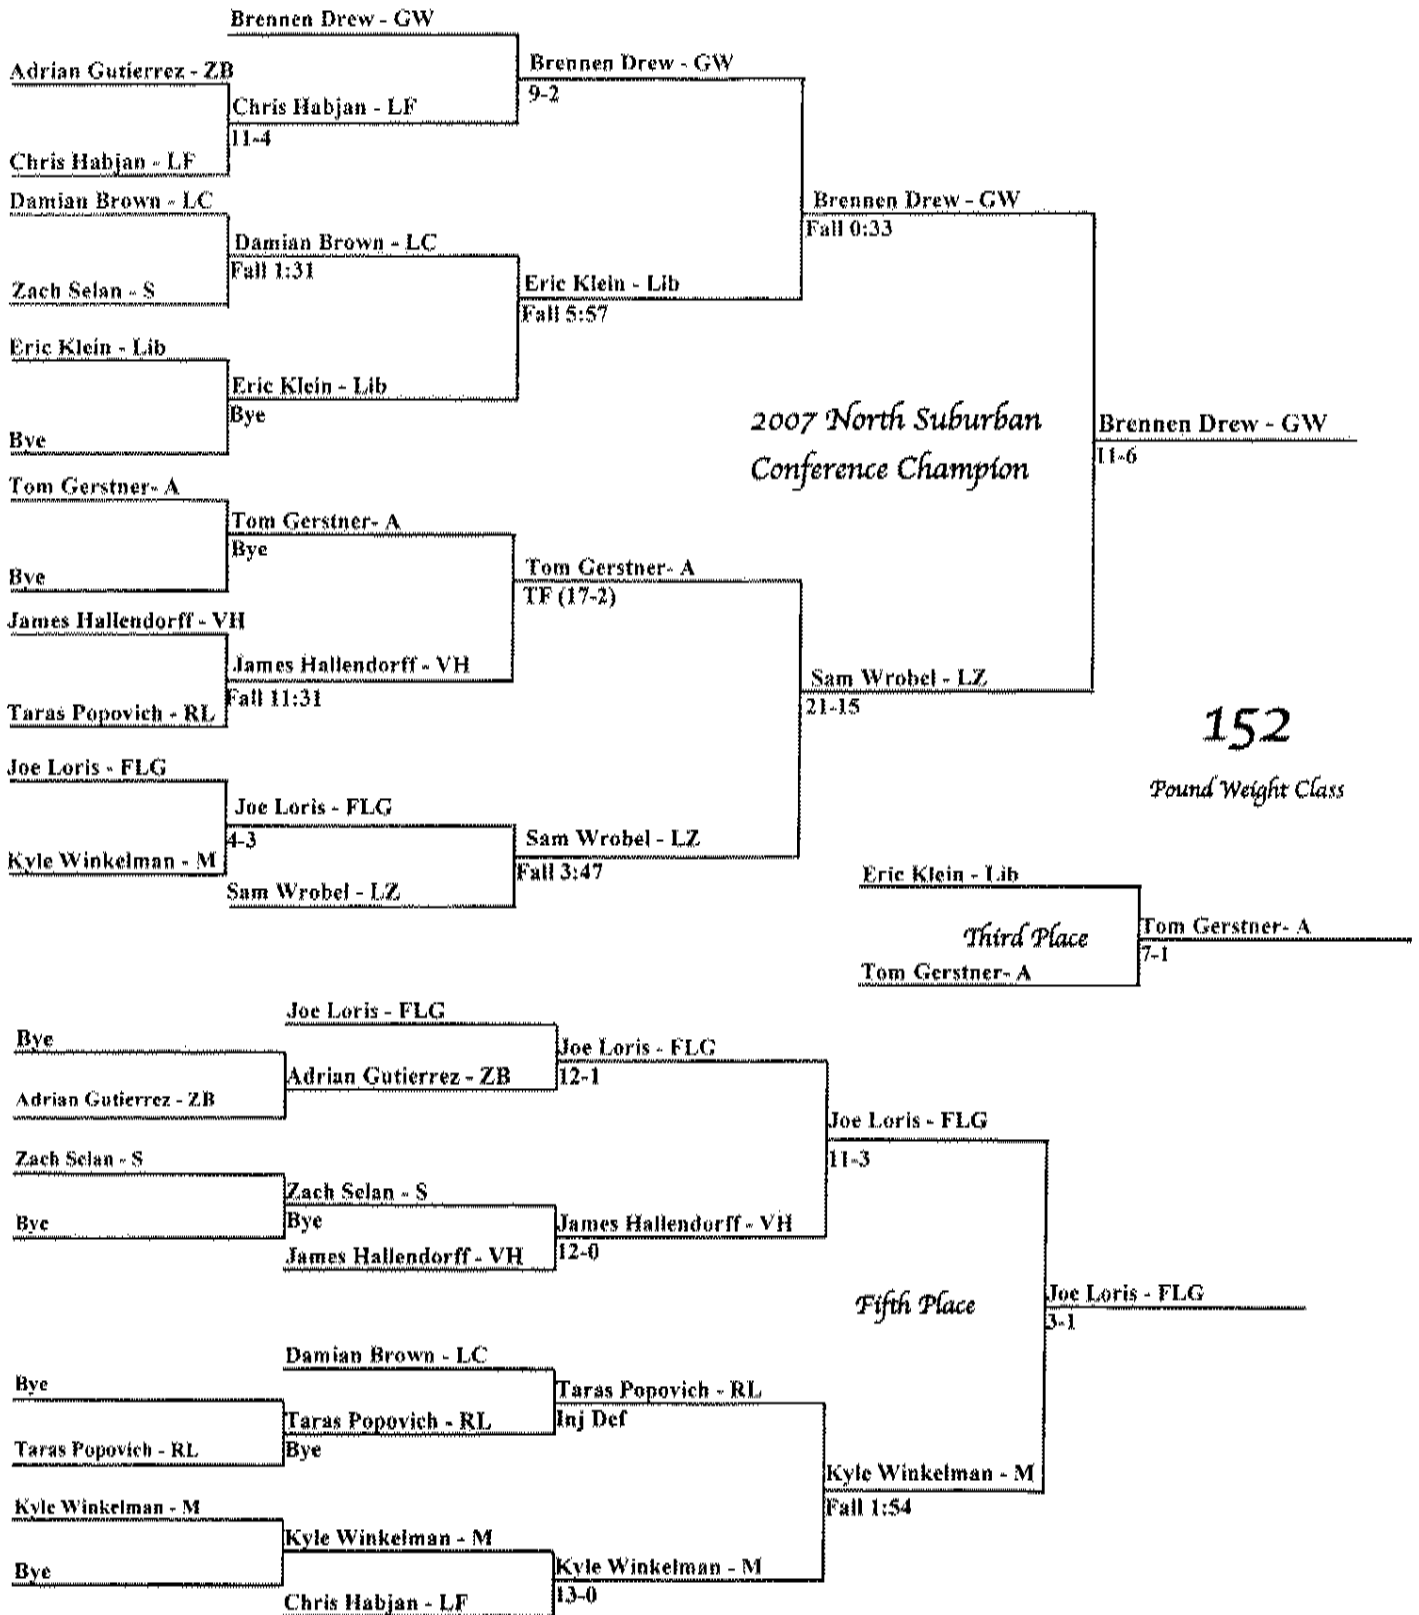 Brennen Drew - GW
Adrian Gutierrez - ZB
Brennen Drew - GW
9-2
Chris Habjan - LF
11-4
Chris Habjan - LF
Damian Brown - LC
Brennen Drew - GW
Fall 0:33
Damian Brown - LC
Fall 1:31
Zach Selan - S
Eric Klein - Lib
Fall 5:57
Eric Klein - Lib
Eric Klein - Lib
Bye
Bye
2007 North Suburban
Conference Champion
Brennen Drew - GW
11-6
Tom Gerstner- A
Tom Gerstner- A
Bye
Bye
Tom Gerstner- A
TF (17-2)
James Hallendorff - VH
James Hallendorff - VH
Fall 11:31
Taras Popovich - RL
Sam Wrobel - LZ
21-15
152
Pound Weight Class
Joe Loris - FLG
Joe Loris - FLG
4-3
Kyle Winkelman - M
Sam Wrobel - LZ
Fall 3:47
Sam Wrobel - LZ
Eric Klein - Lib
Third Place
Tom Gerstner- A
7-1
Tom Gerstner- A
Joe Loris - FLG
Bye
Joe Loris - FLG
12-1
Adrian Gutierrez - ZB
Adrian Gutierrez - ZB
Joe Loris - FLG
11-3
Zach Selan - S
Zach Selan - S
Bye
Bye
James Hallendorff - VH
12-0
James Hallendorff - VH
Fifth Place
Joe Loris - FLG
3-1
Damian Brown - LC
Bye
Taras Popovich - RL
Inj Def
Taras Popovich - RL
Bye
Taras Popovich - RL
Kyle Winkelman - M
Fall 1:54
Kyle Winkelman - M
Kyle Winkelman - M
Bye
Kyle Winkelman - M
13-0
Chris Habjan - LF